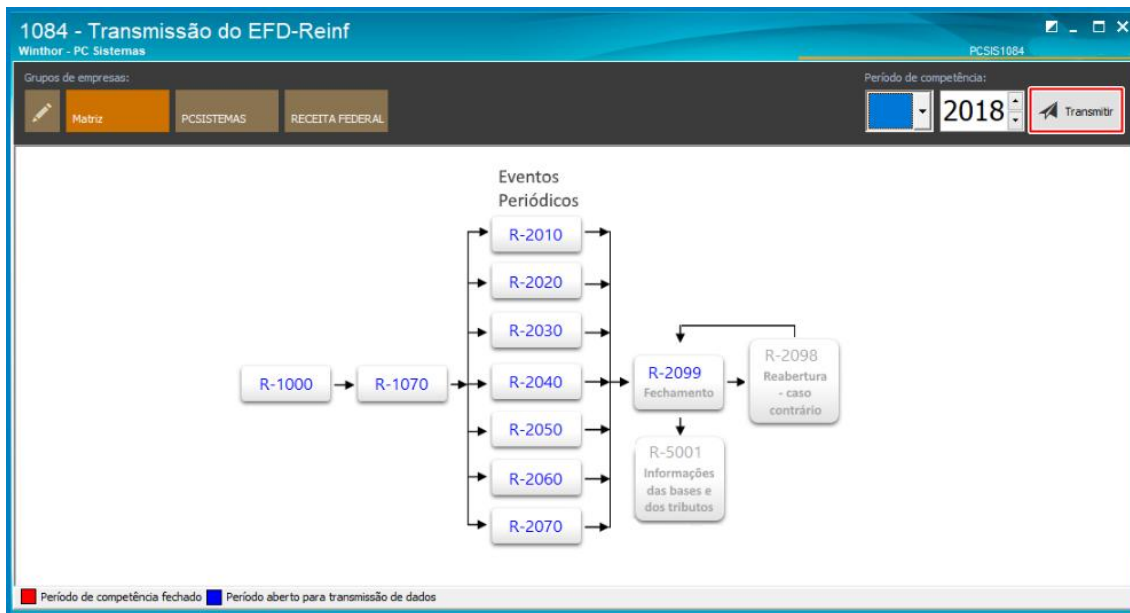 1084 - Transmissão do EFD-Reinf
Winthor - PC Sistemas
PCSIS1084
Grupos de empresas:
Período de competência:
Matriz
PCSISTEMAS
RECEITA FEDERAL
2018
Transmitir
Eventos
Periódicos
R-2010
R-2020
R-2030
R-1000
R-1070
R-2040
R-2050
R-2060
R-2070
R-2099
Fechamento
R-2098
Reabertura
- caso
contrário
R-5001
Informações
das bases e
dos tributos
Período de competência fechado
Período aberto para transmissão de dados